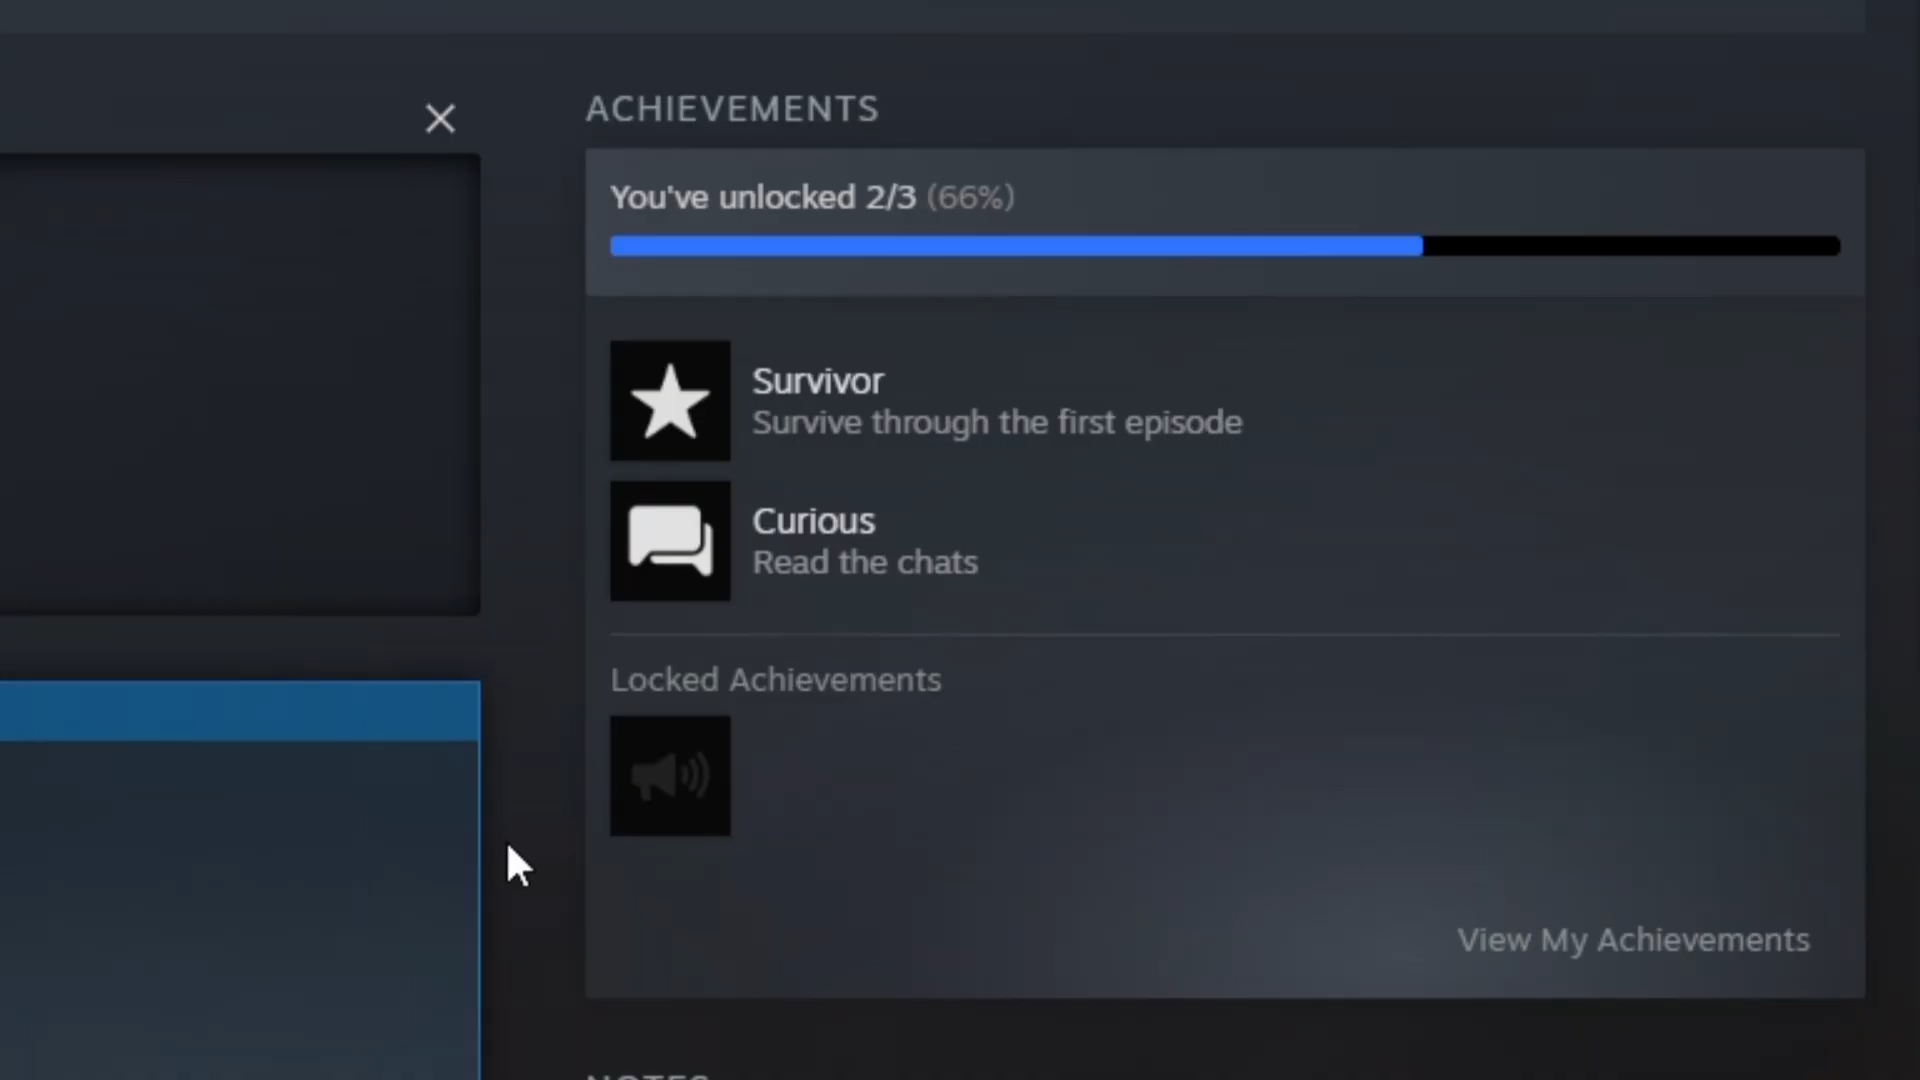 ACHIEVEMENTS
You've unlocked 2/3 (66%)
Survivor
Survive through the first episode
Curious
Read the chats
Locked Achievements
View My Achievements
NOTES